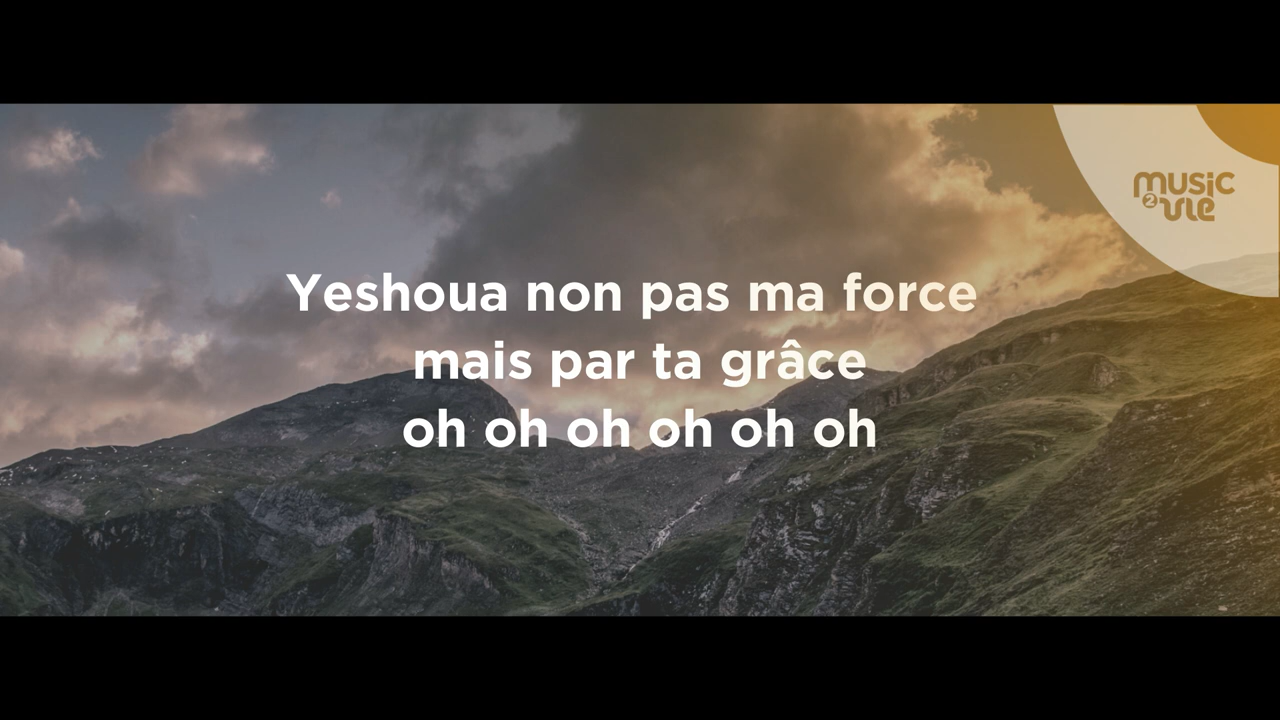 music
2 vie
Yeshoua non pas ma force
mais par ta grâce
oh oh oh oh oh oh